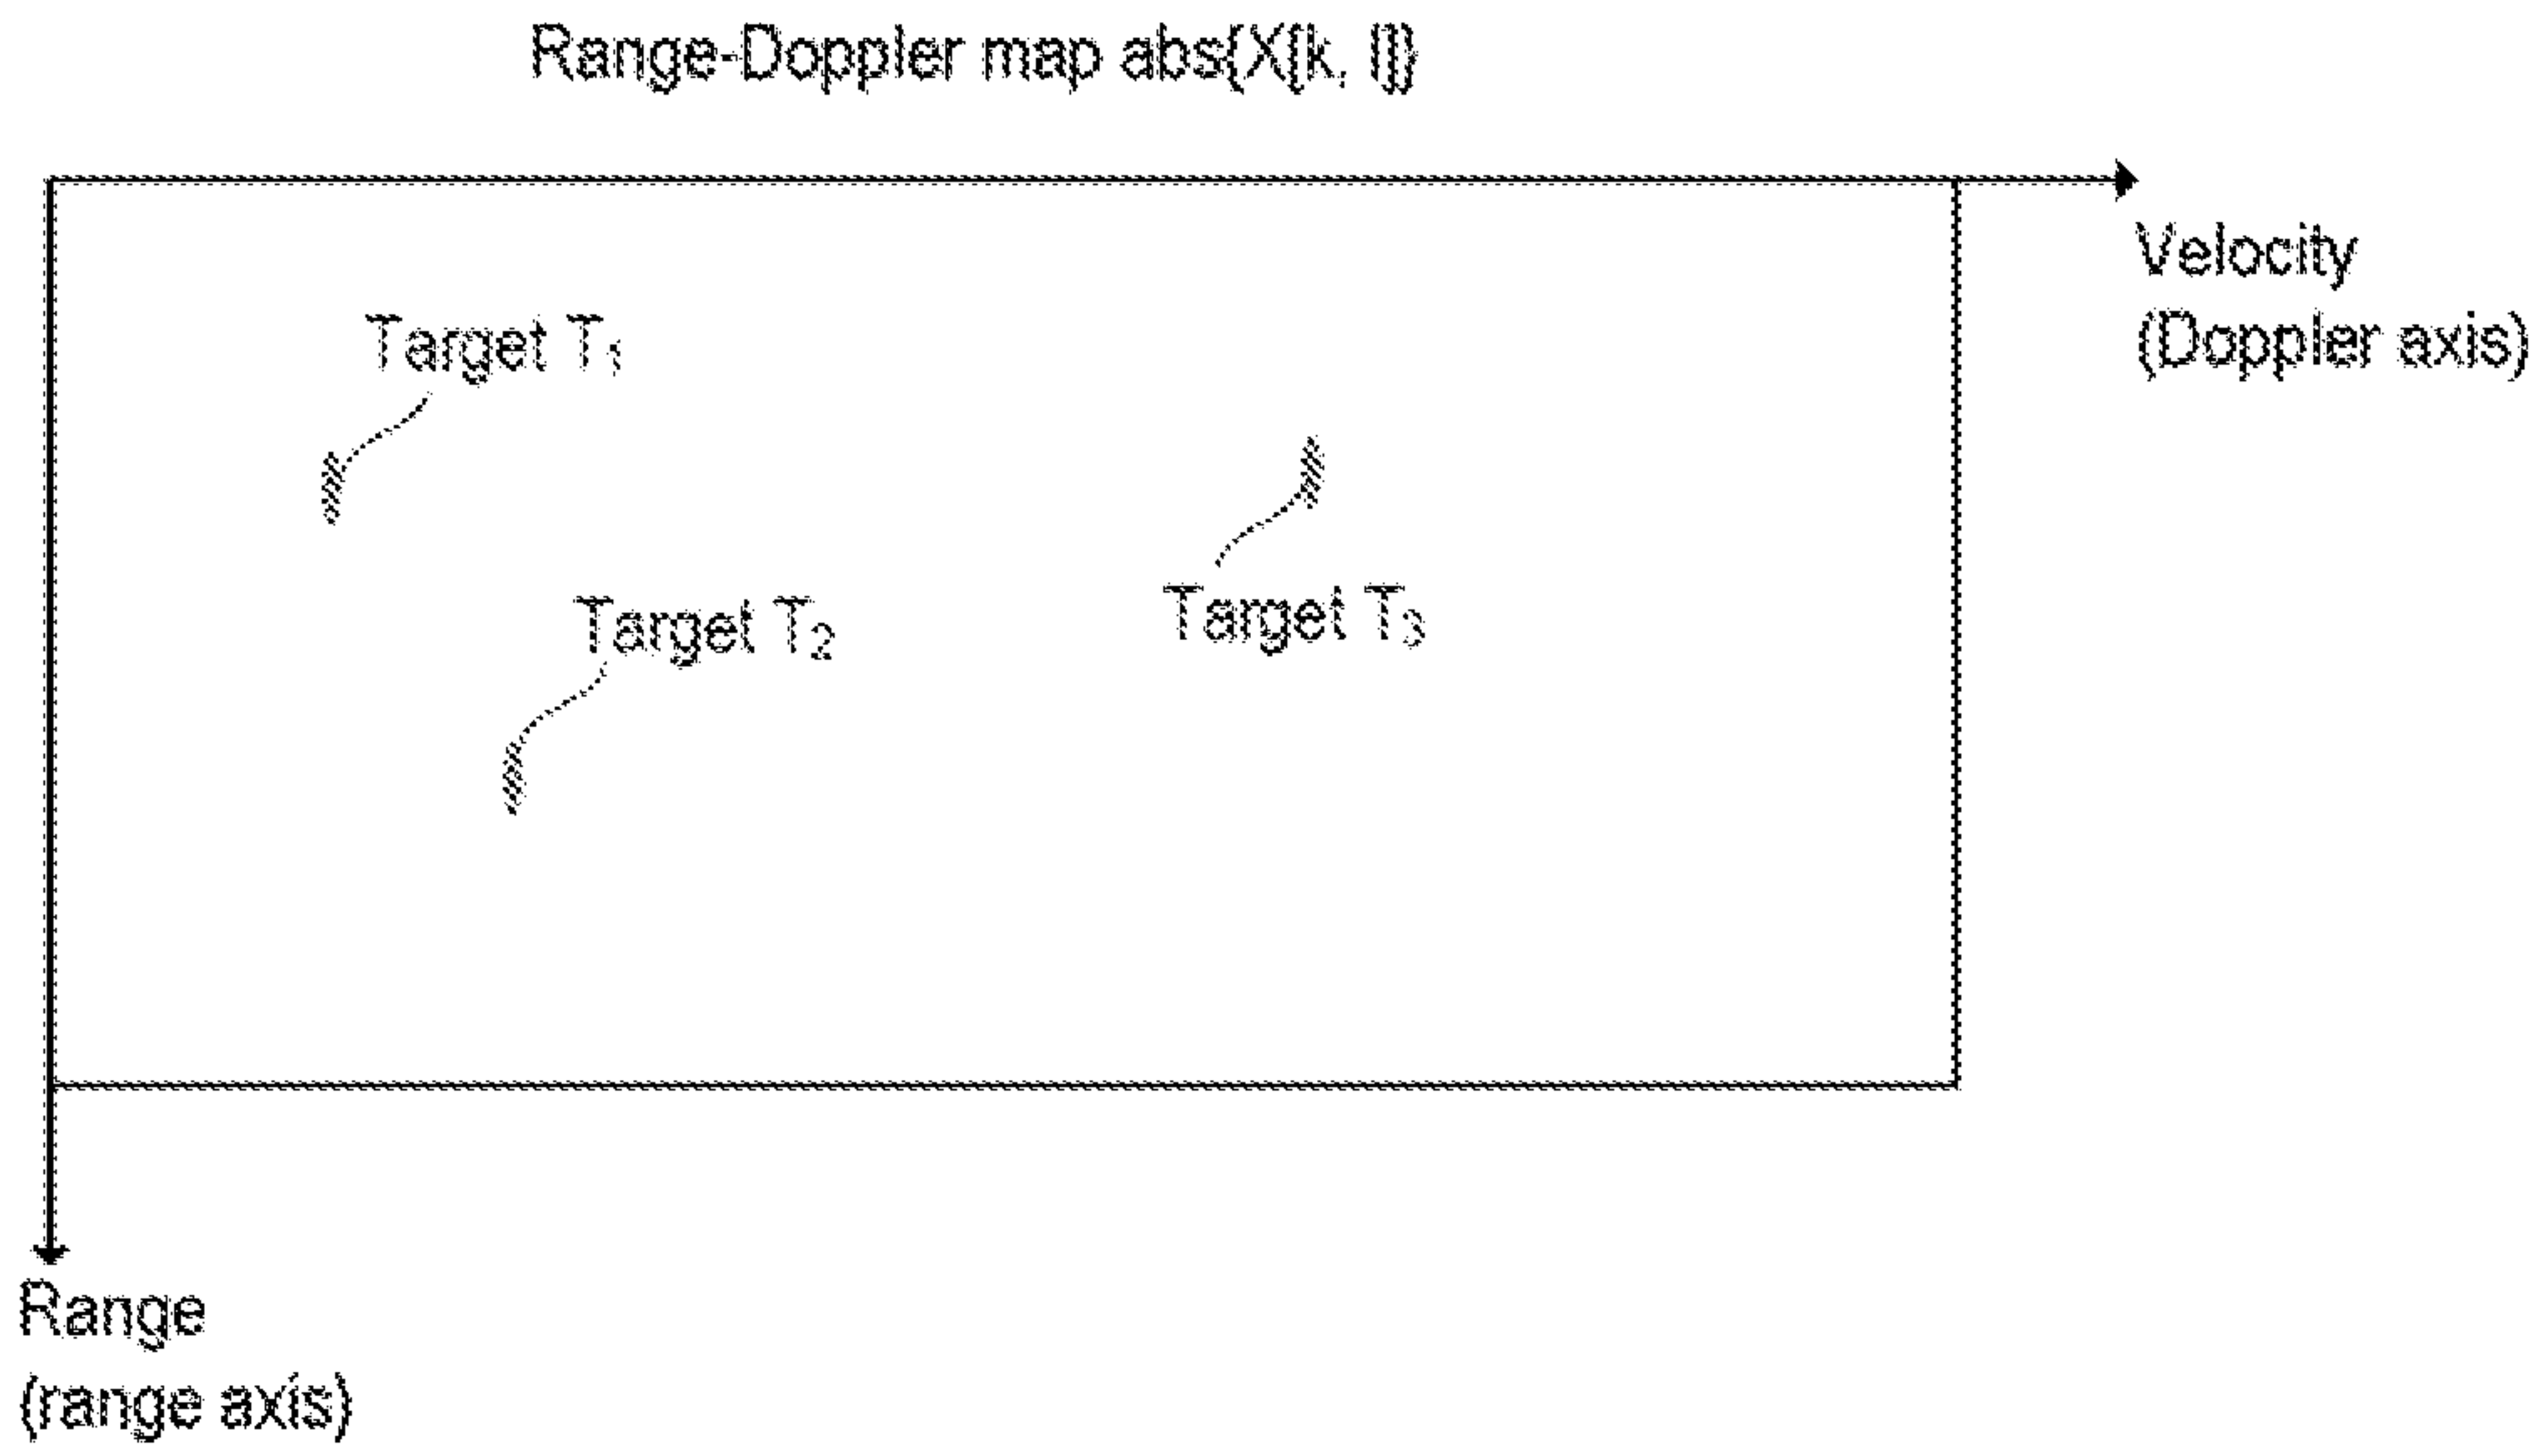 Range-Doppler map abs{X[k, l]}
Velocity
(Doppler axis)
Target T₁
Target T₂
Target T₃
Range
(range axis)